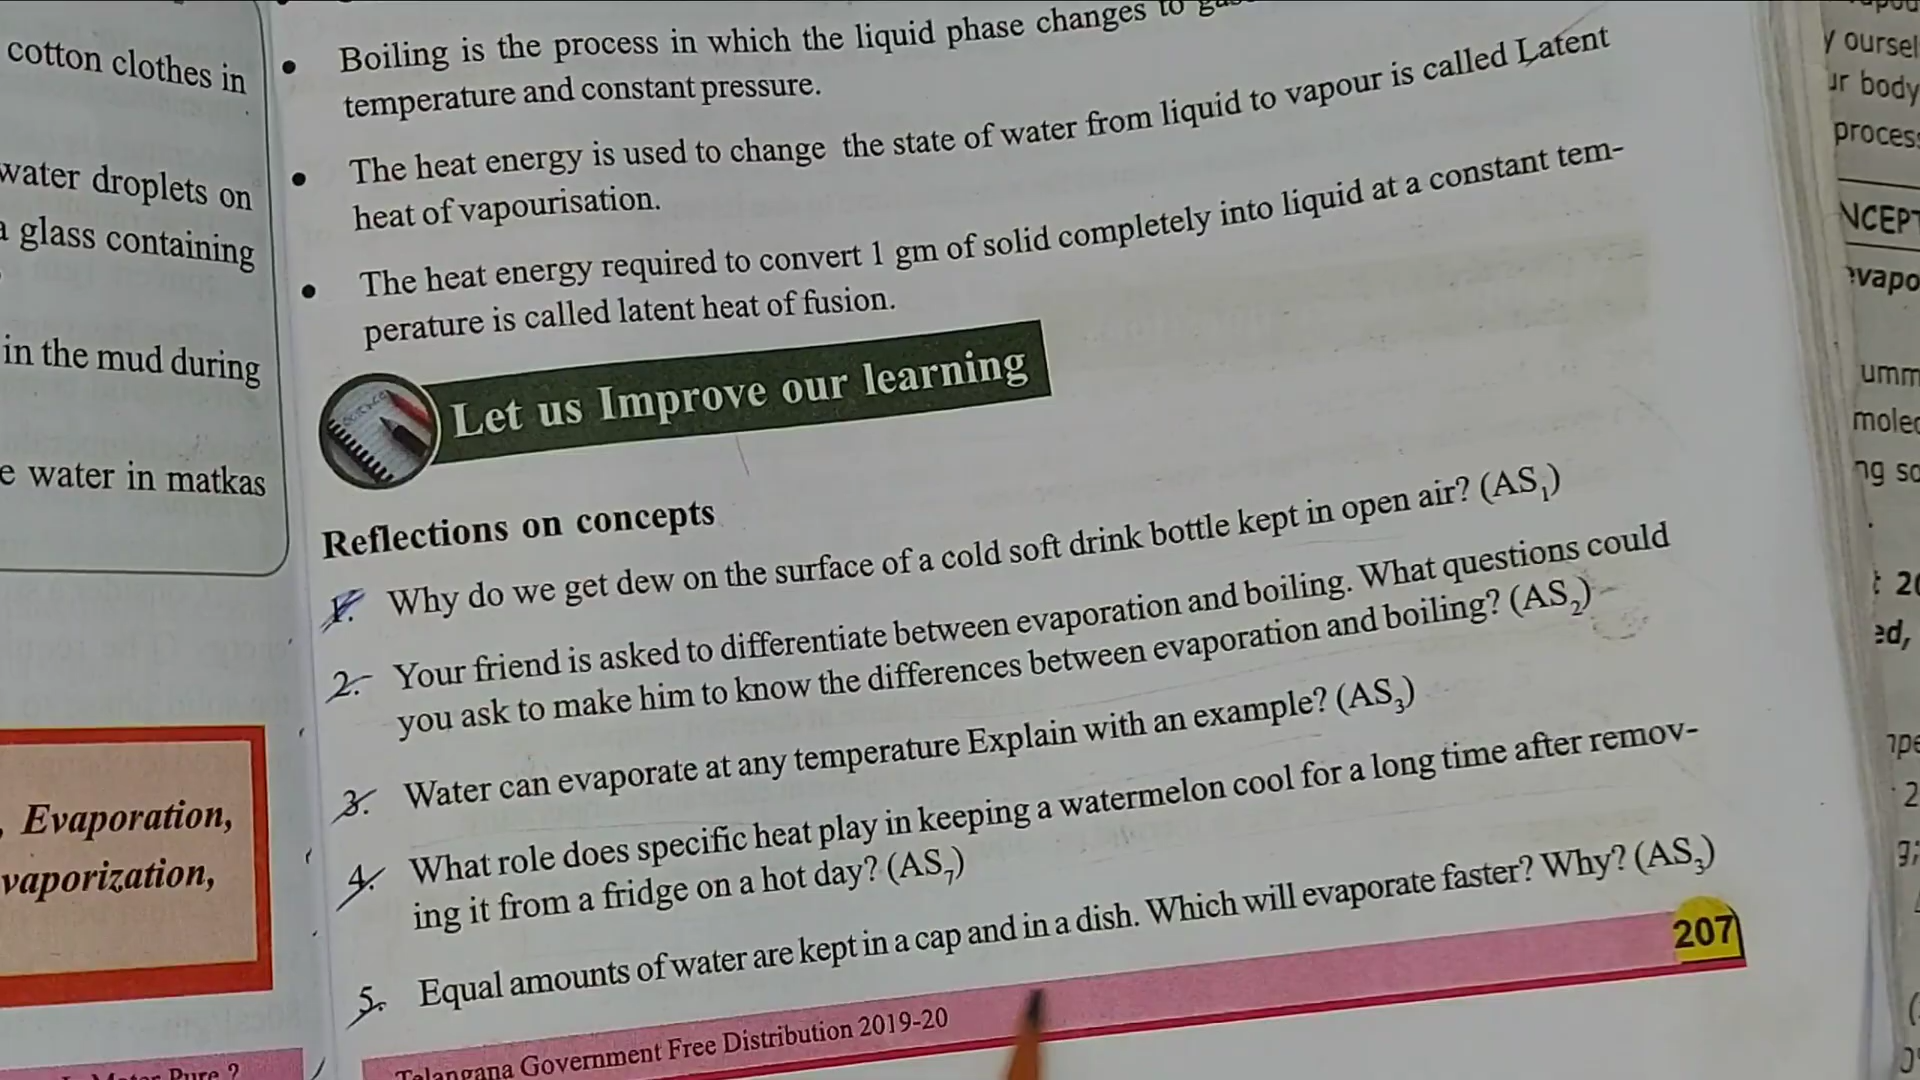 cotton clothes in
water droplets on
a glass containing
in the mud during
e water in matkas
Evaporation,
vaporization,
Pure ?
• Boiling is the process in which the liquid phase changes to
temperature and constant pressure.
• The heat energy is used to change the state of water from liquid to vapour is called Latent
heat of vapourisation.
• The heat energy required to convert 1 gm of solid completely into liquid at a constant tem-
perature is called latent heat of fusion.
Let us Improve our learning
Reflections on concepts
1. Why do we get dew on the surface of a cold soft drink bottle kept in open air? (AS₁)
2. Your friend is asked to differentiate between evaporation and boiling. What questions could
you ask to make him to know the differences between evaporation and boiling? (AS₂)
3. Water can evaporate at any temperature Explain with an example? (AS₃)
4. What role does specific heat play in keeping a watermelon cool for a long time after remov-
ing it from a fridge on a hot day? (AS₇)
5. Equal amounts of water are kept in a cap and in a dish. Which will evaporate faster? Why? (AS₃)
207
Telangana Government Free Distribution 2019-20
y oursel
ur body
process
NCEPT
evapo
umm
molec
ng so
20
ed,